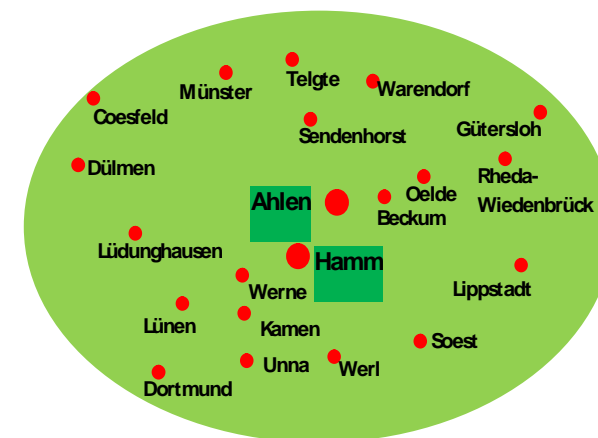 Telgte
Münster
Warendorf
Coesfeld
Sendenhorst
Gütersloh
Dülmen
Rheda-
Wiedenbrück
Oelde
Ahlen
Beckum
Lüdunghausen
Hamm
Werne
Lippstadt
Lünen
Kamen
Soest
Unna
Werl
Dortmund